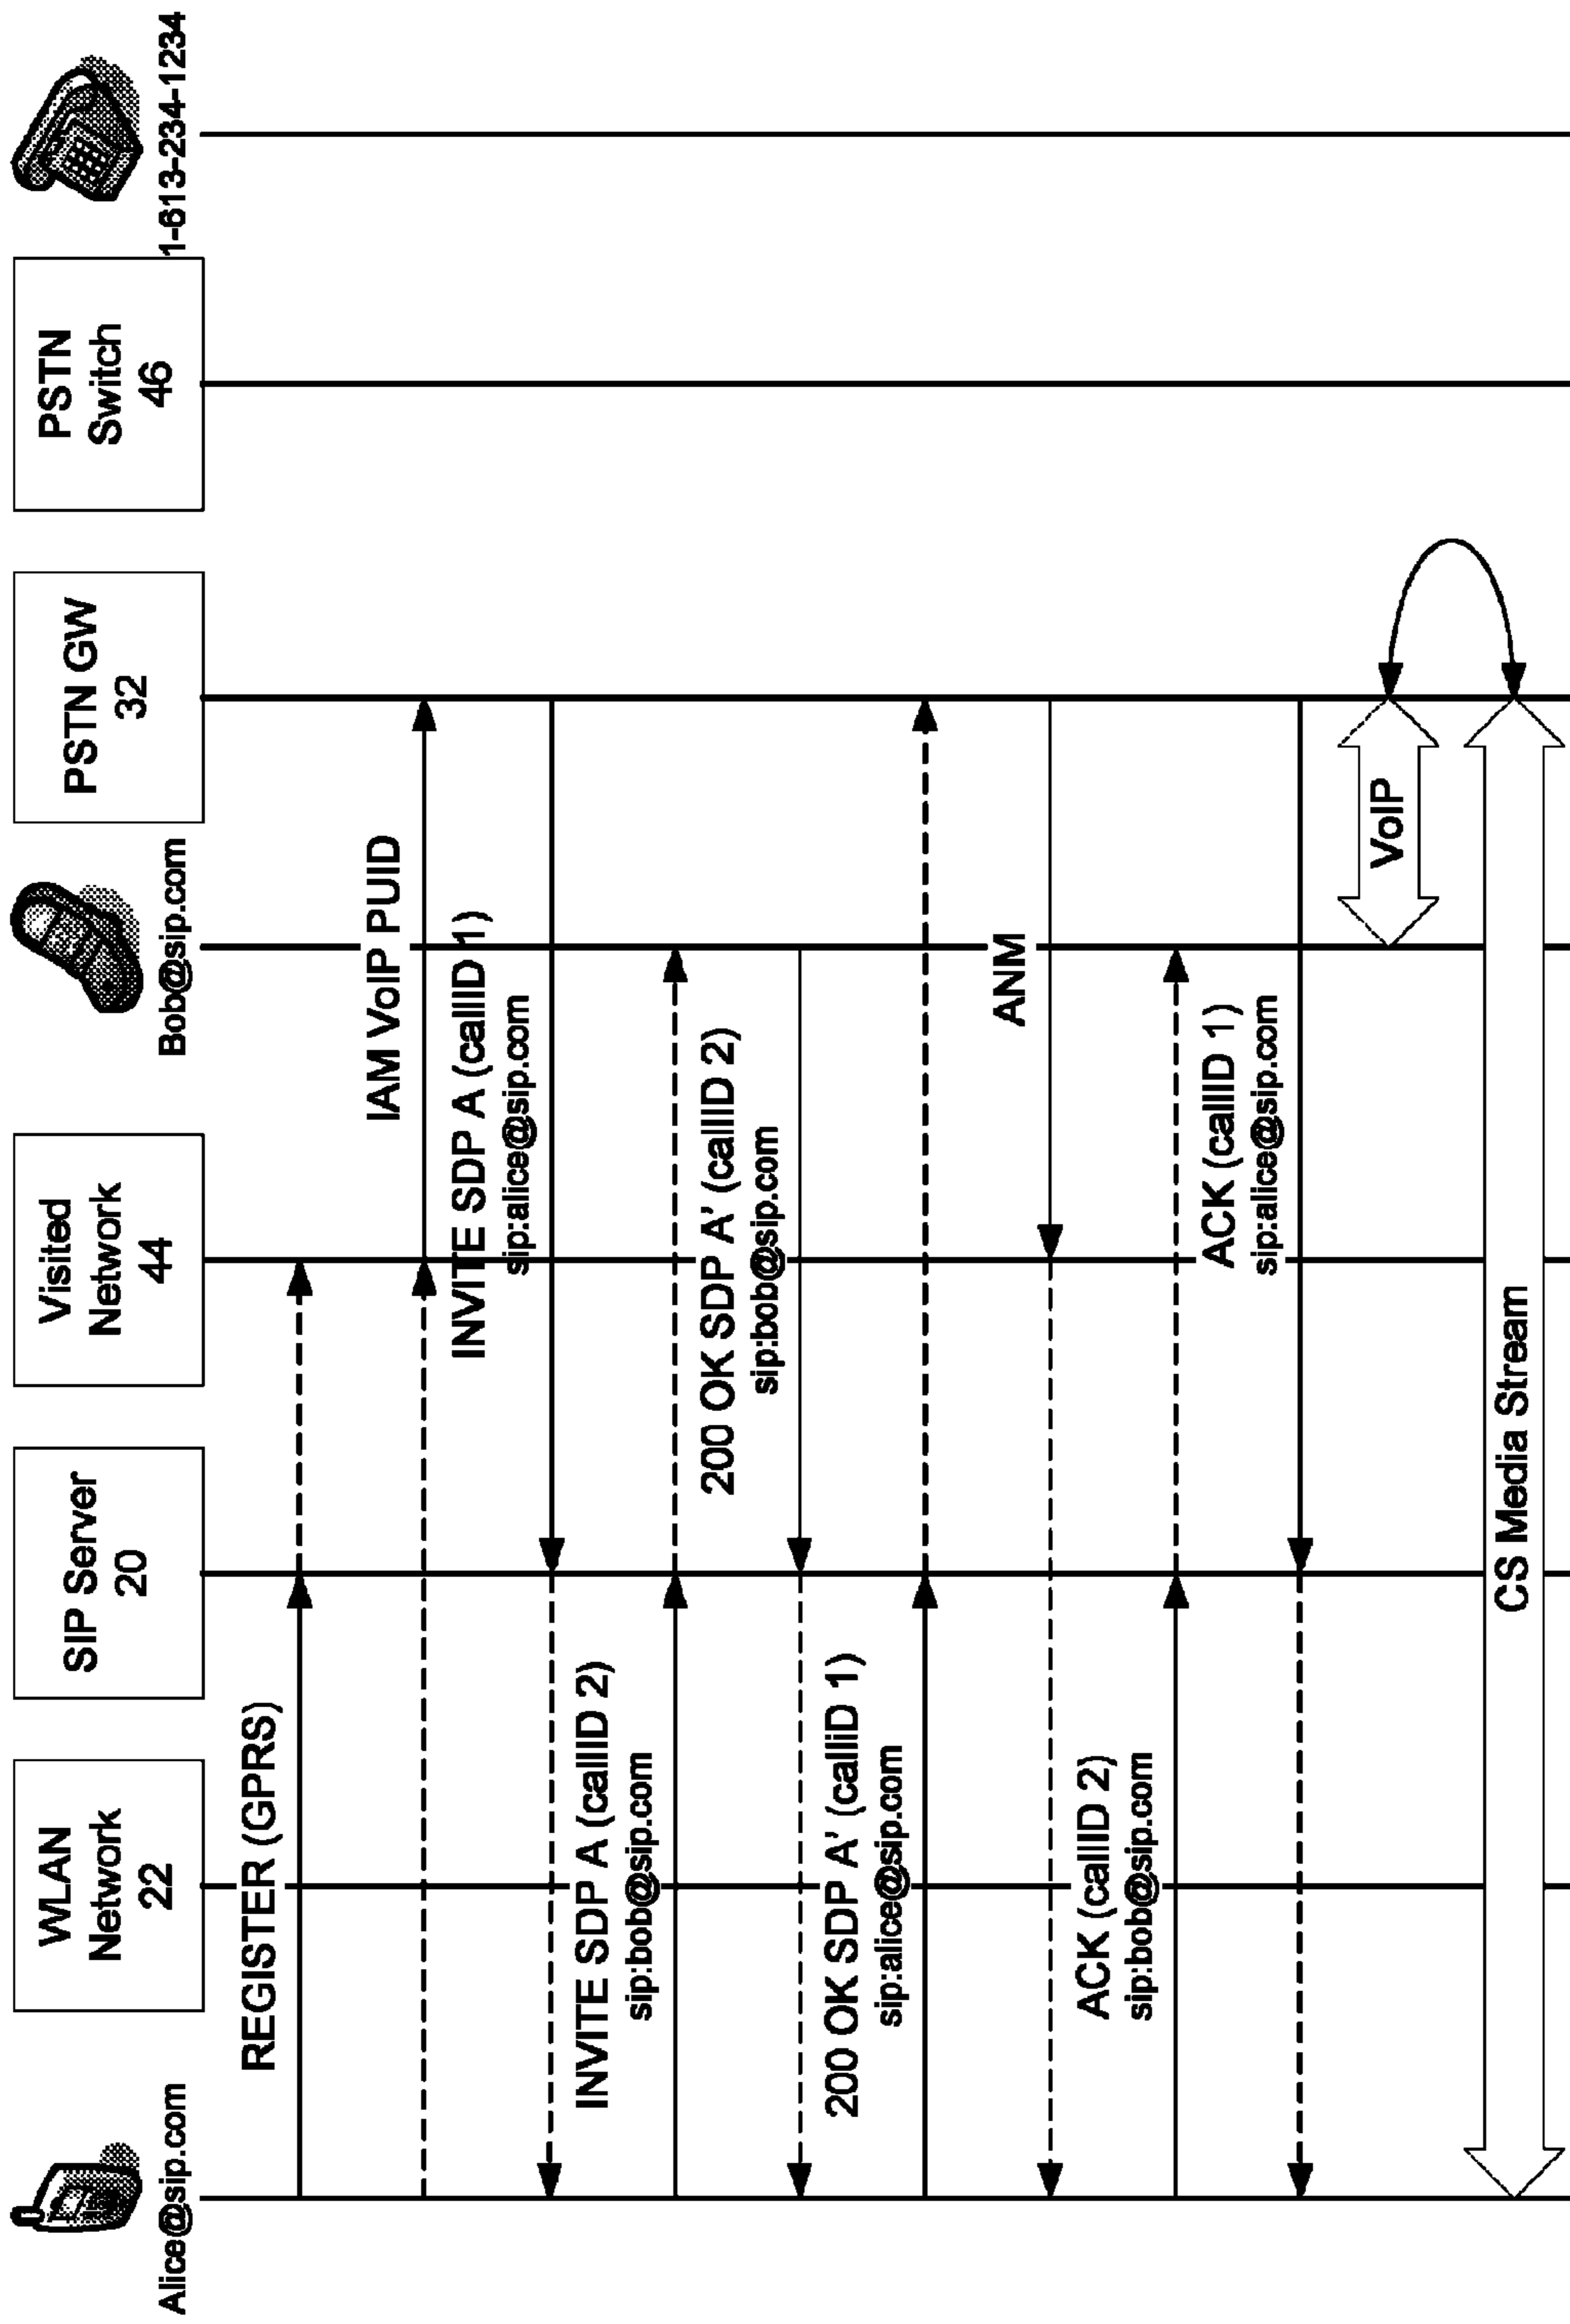 Alice@sip.com
WLAN
Network
22
SIP Server
20
Visited
Network
44
Bob@sip.com
PSTN GW
32
PSTN
Switch
46
1-613-234-1234
REGISTER (GPRS)
IAM VoIP PUID
INVITE SDP A (callID 1)
sip:alice@sip.com
INVITE SDP A (callID 2)
sip:bob@sip.com
200 OK SDP A' (callID 2)
sip:bob@sip.com
200 OK SDP A' (callID 1)
sip:alice@sip.com
ANM
ACK (callID 2)
sip:bob@sip.com
ACK (callID 1)
sip:alice@sip.com
VoIP
CS Media Stream